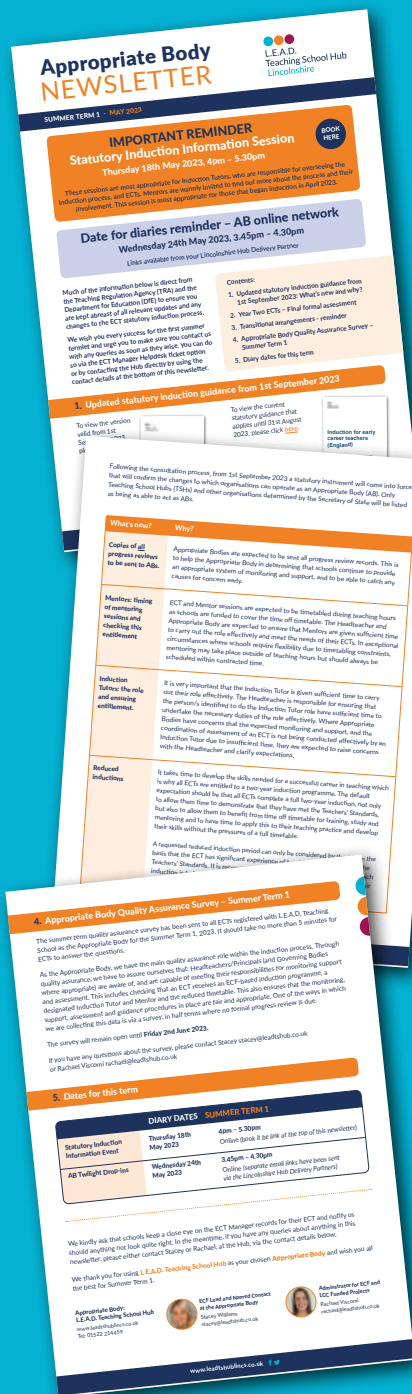 Appropriate Body
NEWSLETTER
L.E.A.D.
Teaching School Hub
Lincolnshire
SUMMER TERM 1 - MAY 2023
IMPORTANT REMINDER
Statutory Induction Information Session
Thursday 18th May 2023, 4pm – 5.30pm
BOOK
HERE
These sessions are most appropriate for Induction Tutors, who are responsible for overseeing the
induction process, and ECTs. Mentors are warmly invited to find out more about the process and their
involvement. This session is most appropriate for those that began induction in April 2023.
Date for diaries reminder – AB online network
Wednesday 24th May 2023, 3.45pm – 4.30pm
Links available from your Lincolnshire Hub Delivery Partner
Much of the information below is direct from
the Teaching Regulation Agency (TRA) and the
Department for Education (DfE) to ensure you
are kept abreast of all relevant updates and any
changes to the ECT statutory induction process.
We wish you every success for the first summer
termlet and urge you to make sure you contact us
with any queries as soon as they arise. You can do
so via the ECT Manager Helpdesk ticket option
or by contacting the Hub directly by using the
contact details at the bottom of this newsletter.
Contents:
1. Updated statutory induction guidance from
1st September 2023: What's new and why?
2. Year Two ECTs – Final formal assessment
3. Transitional arrangements - reminder
4. Appropriate Body Quality Assurance Survey –
Summer Term 1
5. Diary dates for this term
1. Updated statutory induction guidance from 1st September 2023
To view the version
valid from 1st
To view the current
statutory guidance that
applies until 31st August
2023, please click here.
Induction for early
career teachers
(England)
Following the consultation process, from 1st September 2023 a statutory instrument will come into force
that will confirm the changes to which organisations can operate as an Appropriate Body (AB). Only
Teaching School Hubs (TSHs) and other organisations determined by the Secretary of State will be listed
as being able to act as ABs.
What's new? Why?
Copies of all
progress reviews
to be sent to ABs.
Appropriate Bodies are expected to be sent all progress review records. This is
to help the Appropriate Body in determining that schools continue to provide
an appropriate system of monitoring and support, and to be able to catch any
causes for concern early.
Mentors: timing
of mentoring
sessions and
checking this
entitlement
ECT and Mentor sessions are expected to be timetabled during teaching hours
as schools are funded to cover the time off timetable. The Headteacher and
Appropriate Body are expected to ensure that Mentors are given sufficient time
to carry out the role effectively and meet the needs of their ECTs. In exceptional
circumstances where schools require flexibility due to timetabling constraints,
mentoring may take place outside of teaching hours but should always be
scheduled within contracted time.
Induction
Tutors: the role
and ensuring
entitlement.
It is very important that the Induction Tutor is given sufficient time to carry
out their role effectively. The Headteacher is responsible for ensuring that
the person/s identified to do the Induction Tutor role have sufficient time to
undertake the necessary duties of the role effectively. Where Appropriate
Bodies have concerns that the expected monitoring and support, and the
coordination of assessment of an ECT is not being conducted effectively by an
Induction Tutor due to insufficient time, they are expected to raise concerns
with the Headteacher and clarify expectations.
Reduced
inductions
It takes time to develop the skills needed for a successful career in teaching which
is why all ECTs are entitled to a two-year induction programme. The default
expectation should be that all ECTs complete a full two-year induction, not only
to allow them time to demonstrate that they have met the Teachers' Standards,
but also to allow them to benefit from time off timetable for training, study and
mentoring and to have time to apply this to their teaching practice and develop
their skills without the pressures of a full timetable.
A requested reduced induction period can only be considered by
basis that the ECT has significant experience of
Teachers' Standards. It is
4. Appropriate Body Quality Assurance Survey – Summer Term 1
The summer term quality assurance survey has been sent to all ECTs registered with L.E.A.D. Teaching
School as the Appropriate Body for the Summer Term 1, 2023. It should take no more than 5 minutes for
ECTs to answer the questions.
As the Appropriate Body, we have the main quality assurance role within the induction process. Through
quality assurance, we have to assure ourselves that: Headteachers/Principals (and Governing Bodies
where appropriate) are aware of, and are capable of meeting their responsibilities for monitoring support
and assessment. This includes checking that an ECT receives an ECF-based induction programme, a
designated Induction Tutor and Mentor and the reduced timetable. This also ensures that the monitoring,
support, assessment and guidance procedures in place are fair and appropriate. One of the ways in which
we are collecting this data is via a survey, in half terms where no formal progress review is due.
The survey will remain open until Friday 2nd June 2023.
If you have any questions about the survey, please contact Stacey stacey@leadtshub.co.uk
or Rachael Viscomi rachael@leadtshub.co.uk
5. Dates for this term
DIARY DATES SUMMER TERM 1
Statutory Induction
Information Event
Thursday 18th
May 2023
4pm – 5.30pm
Online (book it be link at the top of this newsletter)
AB Twilight Drop-ins
Wednesday 24th
May 2023
3.45pm – 4.30pm
Online (separate email links have been sent
via the Lincolnshire Hub Delivery Partners)
We kindly ask that schools keep a close eye on the ECT Manager records for their ECT and notify us
should anything not look quite right. In the meantime, if you have any queries about anything in this
newsletter, please either contact Stacey or Rachael, at the Hub, via the contact details below.
We thank you for using L.E.A.D. Teaching School Hub as your chosen Appropriate Body and wish you all
the best for Summer Term 1.
Appropriate Body:
L.E.A.D. Teaching School Hub
www.leadtshublincs.co.uk
Tel: 01522 214459
ECF Lead and Named Contact
at the Appropriate Body
Stacey Williams
stacey@leadtshub.co.uk
Administrator for ECF and
LCC Funded Projects
Rachael Viscomi
rachael@leadtshub.co.uk
www.leadtshublincs.co.uk